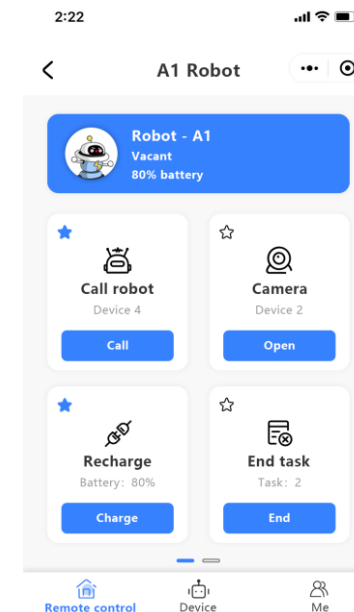 2:22
A1 Robot
Robot - A1
Vacant
80% battery
Call robot
Device 4
Call
Camera
Device 2
Open
Recharge
Battery: 80%
Charge
End task
Task: 2
End
Remote control
Device
Me